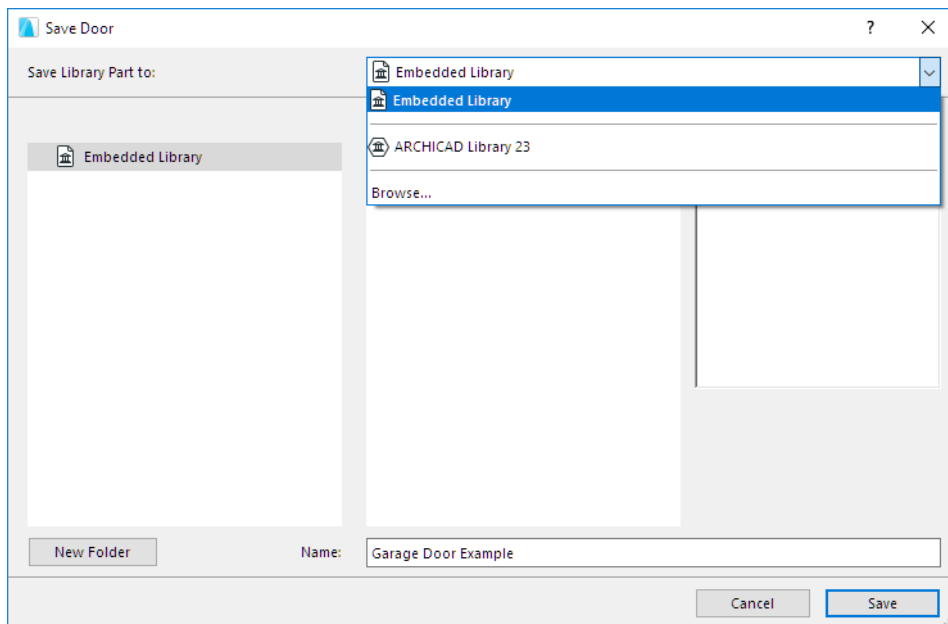 Save Door
?
Save Library Part to:
Embedded Library
Embedded Library
ARCHICAD Library 23
Browse...
Embedded Library
New Folder
Name:
Garage Door Example
Cancel
Save